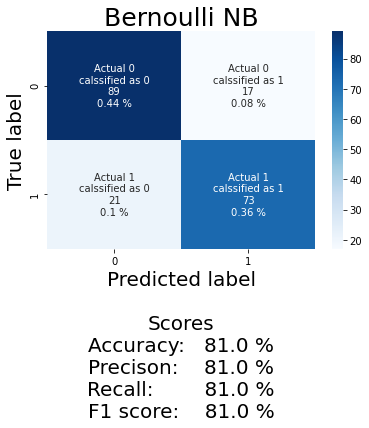 Bernoulli NB
Actual 0
calssified as 0
89
0.44 %
Actual 0
calssified as 1
17
0.08 %
Actual 1
calssified as 0
21
0.1 %
Actual 1
calssified as 1
73
0.36 %
True label
0
1
0
1
Predicted label
80
70
60
50
40
30
20
Scores
Accuracy: 81.0 %
Precison: 81.0 %
Recall: 81.0 %
F1 score: 81.0 %